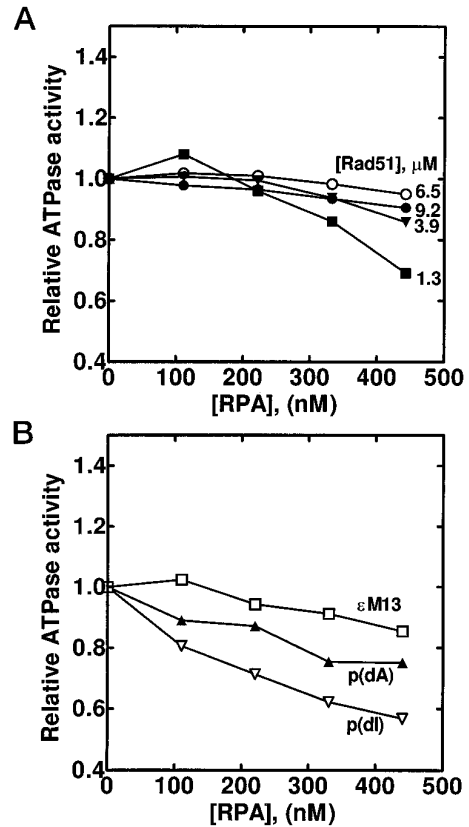 A
Relative ATPase activity
1.4
1.2
1.0
0.8
0.6
0.4
[Rad51], µM
6.5
9.2
3.9
1.3
0 100 200 300 400 500
[RPA], (nM)
B
Relative ATPase activity
1.4
1.2
1.0
0.8
0.6
0.4
εM13
p(dA)
p(dI)
0 100 200 300 400 500
[RPA], (nM)